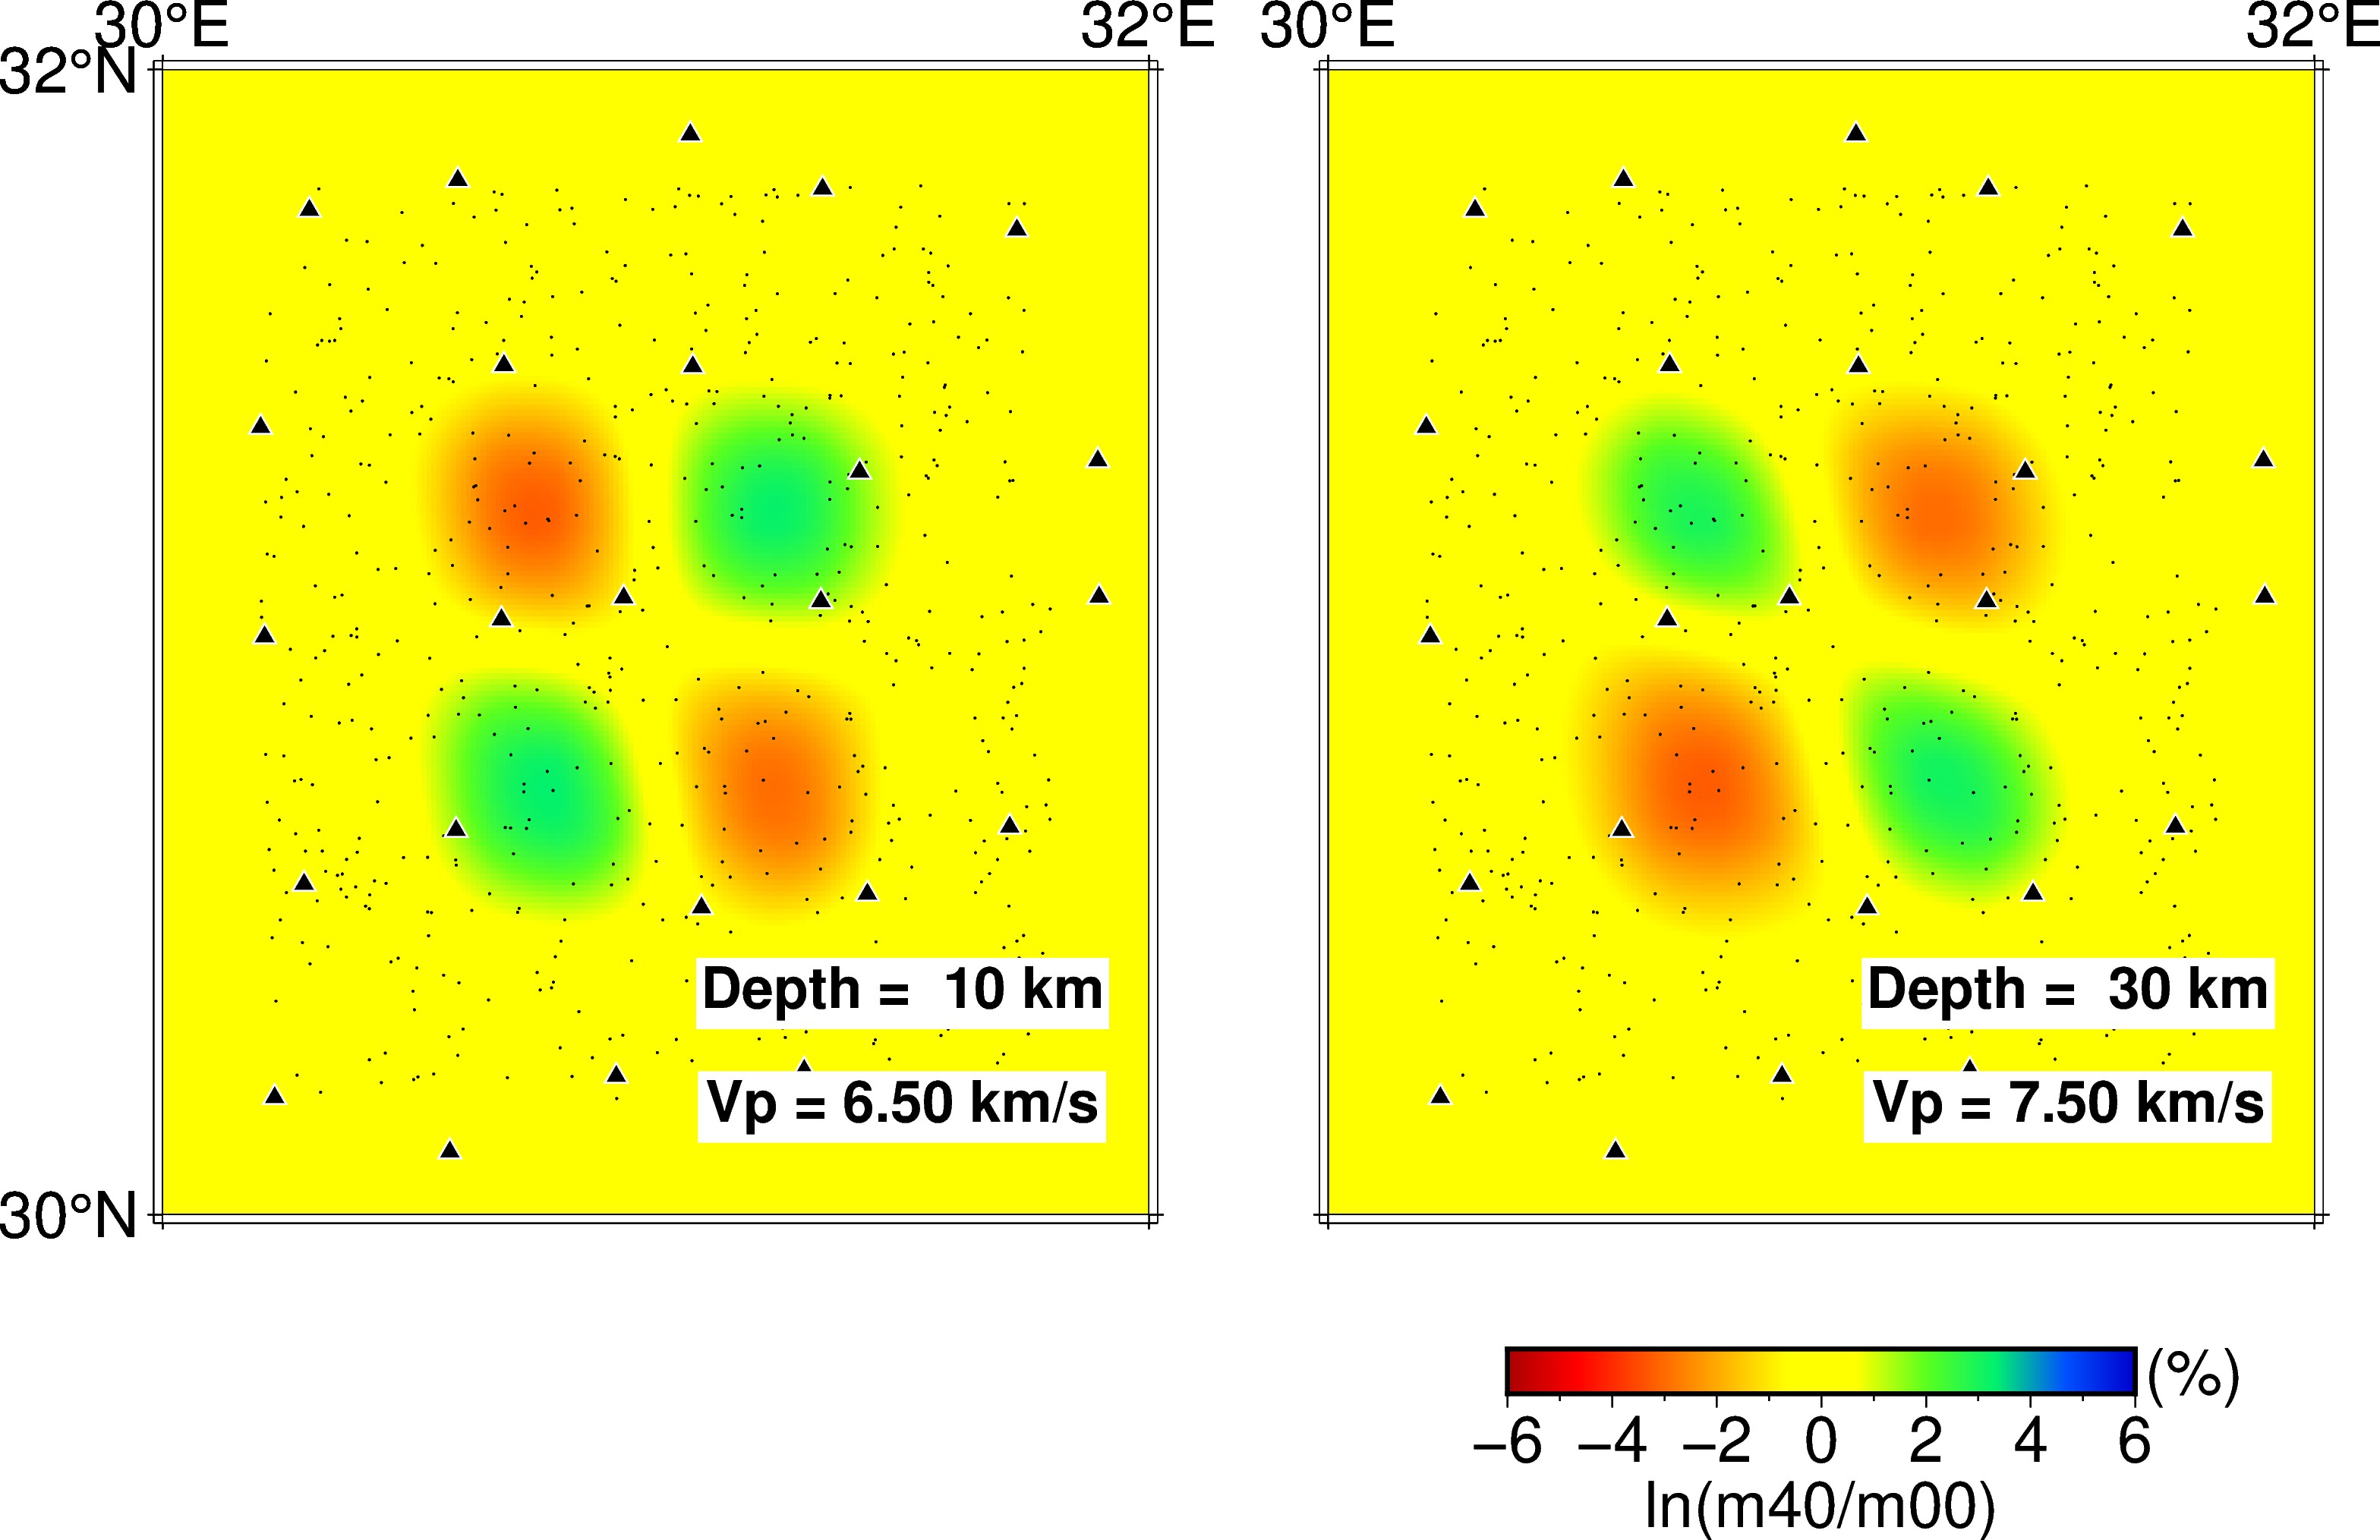 30°E 32°E 30°E 32°E
32°N
Depth = 10 km Depth = 30 km
Vp = 6.50 km/s Vp = 7.50 km/s
30°N
(%)
−6 −4 −2 0 2 4 6
ln(m40/m00)